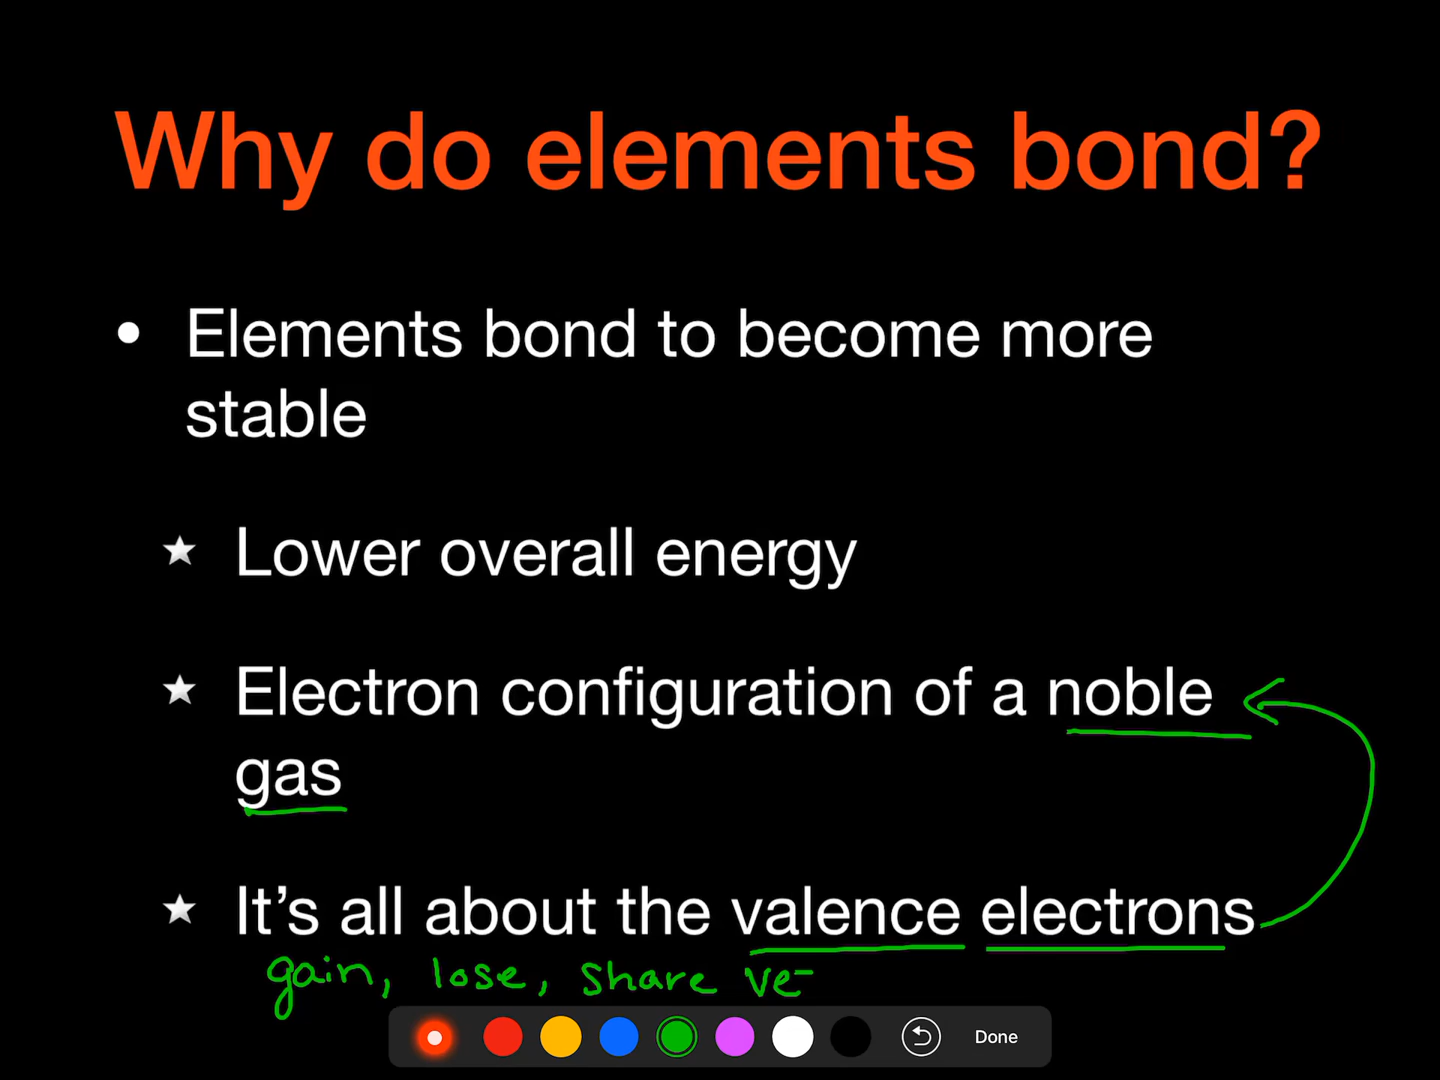 Why do elements bond?
• Elements bond to become more
stable
★ Lower overall energy
★ Electron configuration of a noble
gas
★ It's all about the valence electrons
gain, lose, share ve⁻
Done